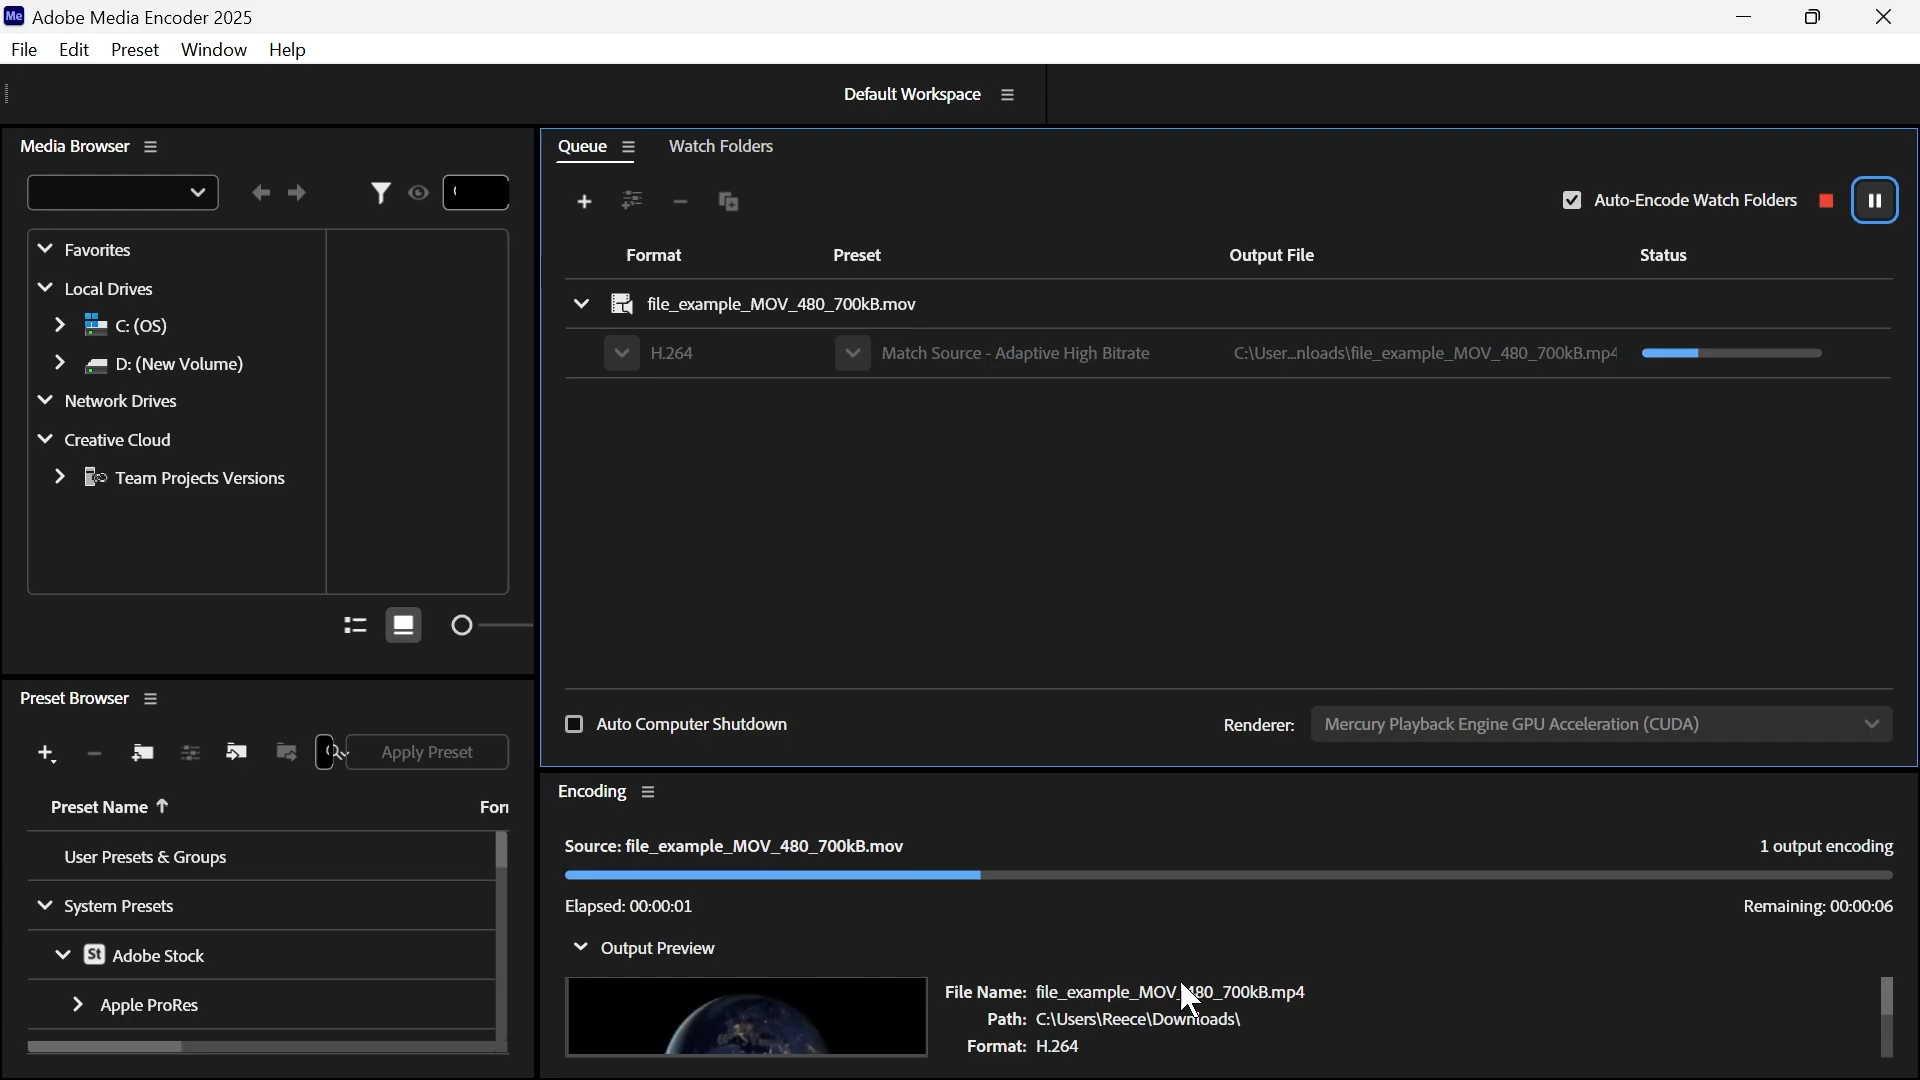 Me Adobe Media Encoder 2025
File Edit Preset Window Help
Default Workspace
Media Browser
Favorites
Local Drives
C: (OS)
D: (New Volume)
Network Drives
Creative Cloud
Team Projects Versions
Preset Browser
Apply Preset
Preset Name
User Presets & Groups
System Presets
St Adobe Stock
Apple ProRes
Queue Watch Folders
Auto-Encode Watch Folders
Format Preset Output File Status
file_example_MOV_480_700kB.mov
H.264 Match Source - Adaptive High Bitrate C:\User...nloads\file_example_MOV_480_700kB.mp4
Auto Computer Shutdown
Renderer: Mercury Playback Engine GPU Acceleration (CUDA)
Encoding
Source: file_example_MOV_480_700kB.mov 1 output encoding
Elapsed: 00:00:01 Remaining: 00:00:06
Output Preview
File Name: file_example_MOV_480_700kB.mp4
Path: C:\Users\Reece\Downloads\
Format: H.264